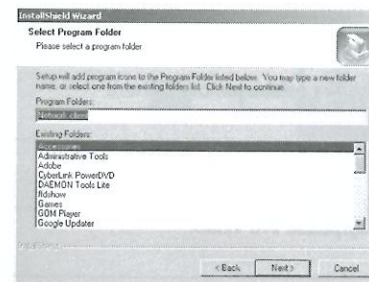 InstallShield Wizard
Select Program Folder
Please select a program folder
Setup will add program icons to the Program Folder listed below. You may type a new folder
name, or select one from the existing folders list. Click Next to continue.
Program Folders:
Network client
Existing Folders:
Accessories
Administrative Tools
Adobe
CyberLink PowerDVD
DAEMON Tools Lite
ffdshow
Games
GOM Player
Google Updater
InstallShield
< Back
Next >
Cancel